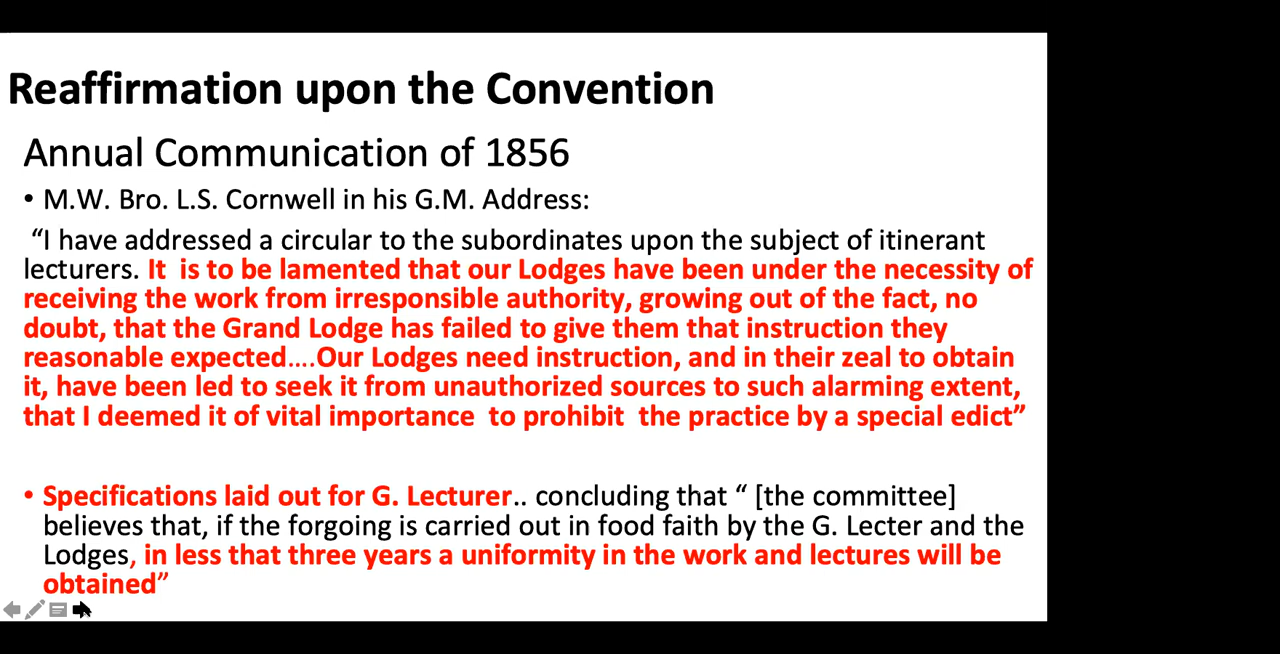 Reaffirmation upon the Convention
Annual Communication of 1856
• M.W. Bro. L.S. Cornwell in his G.M. Address:
“I have addressed a circular to the subordinates upon the subject of itinerant
lecturers. It is to be lamented that our Lodges have been under the necessity of
receiving the work from irresponsible authority, growing out of the fact, no
doubt, that the Grand Lodge has failed to give them that instruction they
reasonable expected....Our Lodges need instruction, and in their zeal to obtain
it, have been led to seek it from unauthorized sources to such alarming extent,
that I deemed it of vital importance to prohibit the practice by a special edict”
• Specifications laid out for G. Lecturer.. concluding that “ [the committee]
believes that, if the forgoing is carried out in food faith by the G. Lecter and the
Lodges, in less that three years a uniformity in the work and lectures will be
obtained”